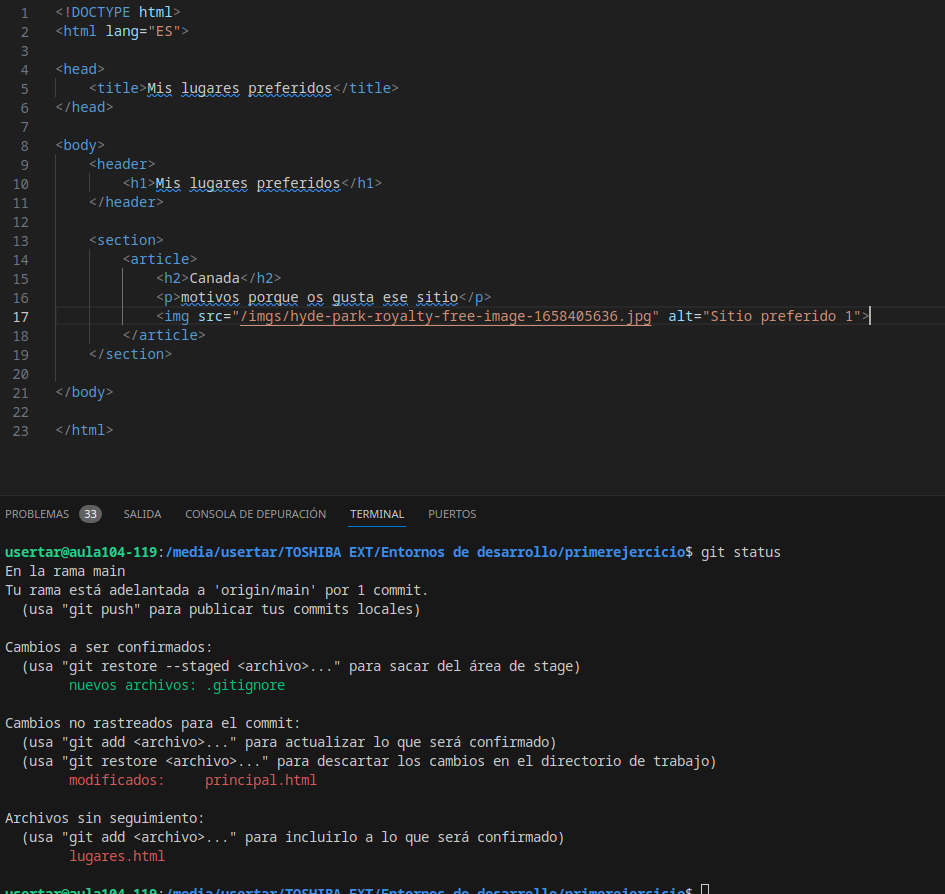 1 <!DOCTYPE html>
2 <html lang="ES">
3
4 <head>
5 <title>Mis lugares preferidos</title>
6 </head>
7
8 <body>
9 <header>
10 <h1>Mis lugares preferidos</h1>
11 </header>
12
13 <section>
14 <article>
15 <h2>Canada</h2>
16 <p>motivos porque os gusta ese sitio</p>
17 <img src="/imgs/hyde-park-royalty-free-image-1658405636.jpg" alt="Sitio preferido 1">
18 </article>
19 </section>
20
21 </body>
22
23 </html>
PROBLEMAS 33 SALIDA CONSOLA DE DEPURACIÓN TERMINAL PUERTOS
usertar@aula104-119:/media/usertar/TOSHIBA EXT/Entornos de desarrollo/primerejercicio$ git status
En la rama main
Tu rama está adelantada a 'origin/main' por 1 commit.
(usa "git push" para publicar tus commits locales)
Cambios a ser confirmados:
(usa "git restore --staged <archivo>..." para sacar del área de stage)
nuevos archivos: .gitignore
Cambios no rastreados para el commit:
(usa "git add <archivo>..." para actualizar lo que será confirmado)
(usa "git restore <archivo>..." para descartar los cambios en el directorio de trabajo)
modificados: principal.html
Archivos sin seguimiento:
(usa "git add <archivo>..." para incluirlo a lo que será confirmado)
lugares.html
usertar@aula104-119:/media/usertar/TOSHIBA EXT/Entornos de desarrollo/primerejercicio$